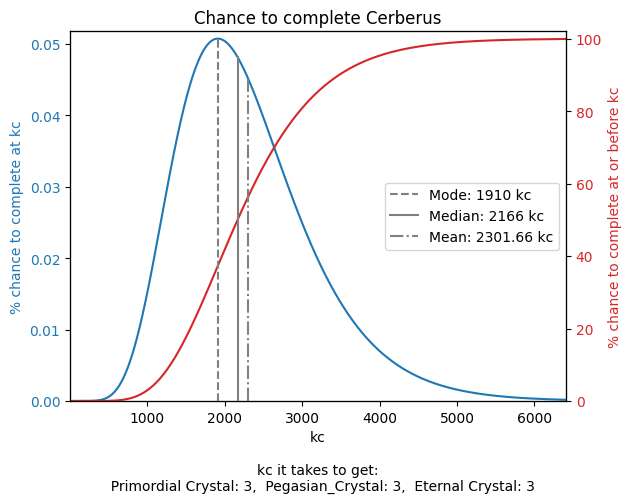 Chance to complete Cerberus
% chance to complete at kc
0.05
0.04
0.03
0.02
0.01
0.00
100
80
60
40
20
0
% chance to complete at or before kc
Mode: 1910 kc
Median: 2166 kc
Mean: 2301.66 kc
1000 2000 3000 4000 5000 6000
kc
kc it takes to get:
Primordial Crystal: 3,  Pegasian_Crystal: 3,  Eternal Crystal: 3